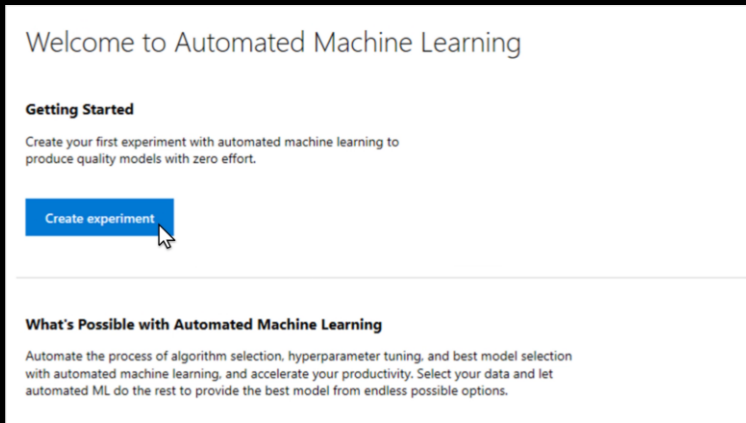 Welcome to Automated Machine Learning
Getting Started
Create your first experiment with automated machine learning to
produce quality models with zero effort.
Create experiment
What's Possible with Automated Machine Learning
Automate the process of algorithm selection, hyperparameter tuning, and best model selection
with automated machine learning, and accelerate your productivity. Select your data and let
automated ML do the rest to provide the best model from endless possible options.